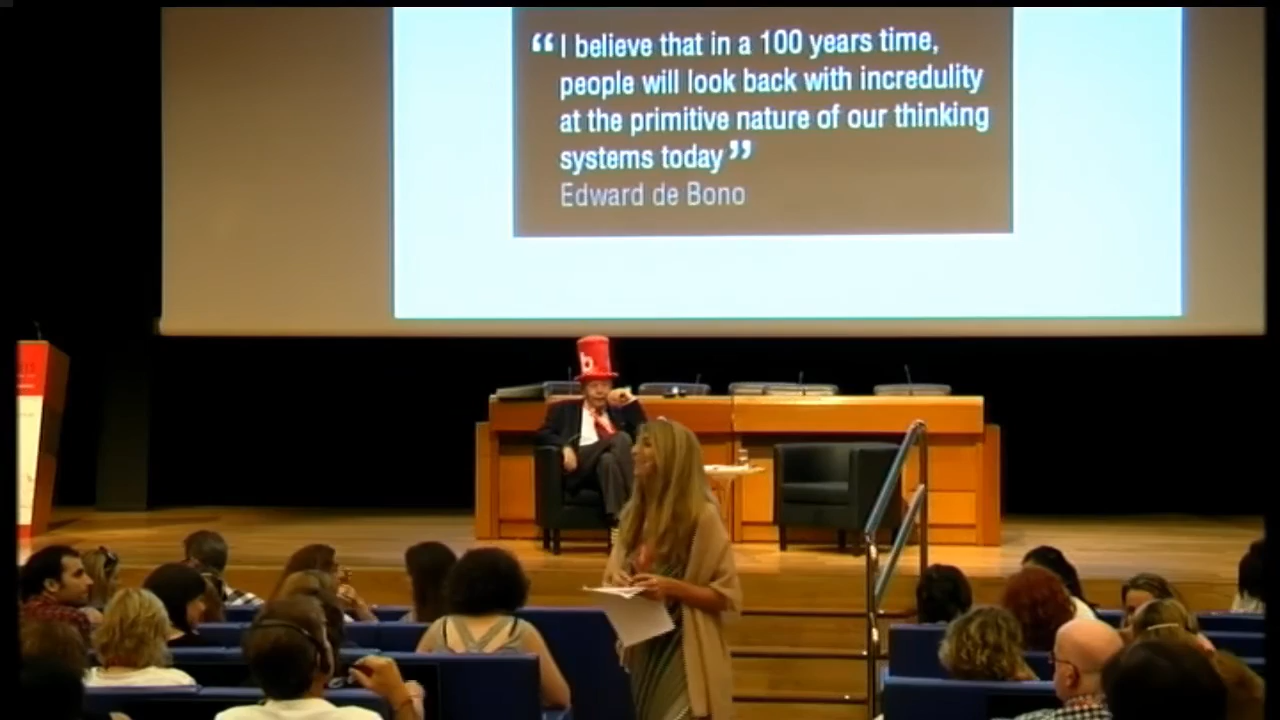 “I believe that in a 100 years time,
people will look back with incredulity
at the primitive nature of our thinking
systems today”
Edward de Bono
b